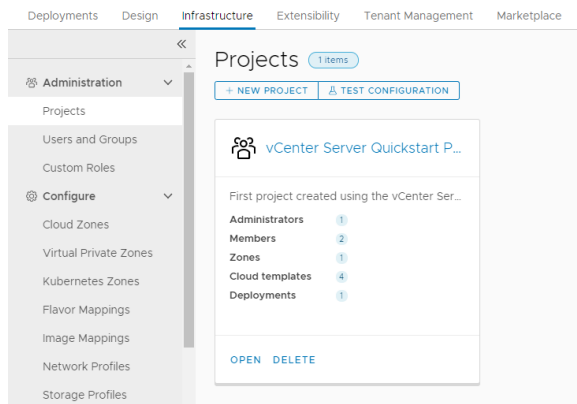 Deployments Design Infrastructure Extensibility Tenant Management Marketplace
Administration
Projects
Users and Groups
Custom Roles
Configure
Cloud Zones
Virtual Private Zones
Kubernetes Zones
Flavor Mappings
Image Mappings
Network Profiles
Storage Profiles
Projects 1 items
+ NEW PROJECT TEST CONFIGURATION
vCenter Server Quickstart P...
First project created using the vCenter Ser...
Administrators 1
Members 2
Zones 1
Cloud templates 4
Deployments 1
OPEN DELETE